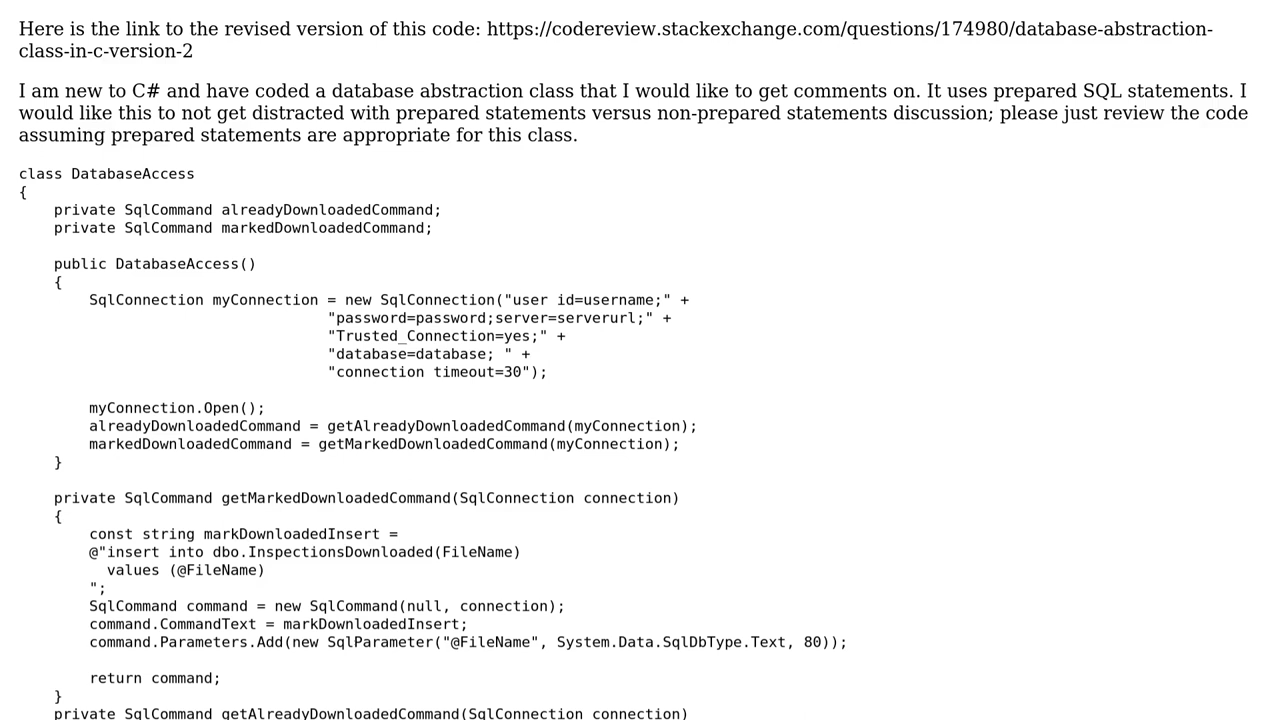 Here is the link to the revised version of this code: https://codereview.stackexchange.com/questions/174980/database-abstraction-
class-in-c-version-2
I am new to C# and have coded a database abstraction class that I would like to get comments on. It uses prepared SQL statements. I
would like this to not get distracted with prepared statements versus non-prepared statements discussion; please just review the code
assuming prepared statements are appropriate for this class.
class DatabaseAccess
{
    private SqlCommand alreadyDownloadedCommand;
    private SqlCommand markedDownloadedCommand;
    public DatabaseAccess()
    {
        SqlConnection myConnection = new SqlConnection("user id=username;" +
                                   "password=password;server=serverurl;" +
                                   "Trusted_Connection=yes;" +
                                   "database=database; " +
                                   "connection timeout=30");
        myConnection.Open();
        alreadyDownloadedCommand = getAlreadyDownloadedCommand(myConnection);
        markedDownloadedCommand = getMarkedDownloadedCommand(myConnection);
    }
    private SqlCommand getMarkedDownloadedCommand(SqlConnection connection)
    {
        const string markDownloadedInsert =
        @"insert into dbo.InspectionsDownloaded(FileName)
          values (@FileName)
        ";
        SqlCommand command = new SqlCommand(null, connection);
        command.CommandText = markDownloadedInsert;
        command.Parameters.Add(new SqlParameter("@FileName", System.Data.SqlDbType.Text, 80));
        return command;
    }
    private SqlCommand getAlreadyDownloadedCommand(SqlConnection connection)